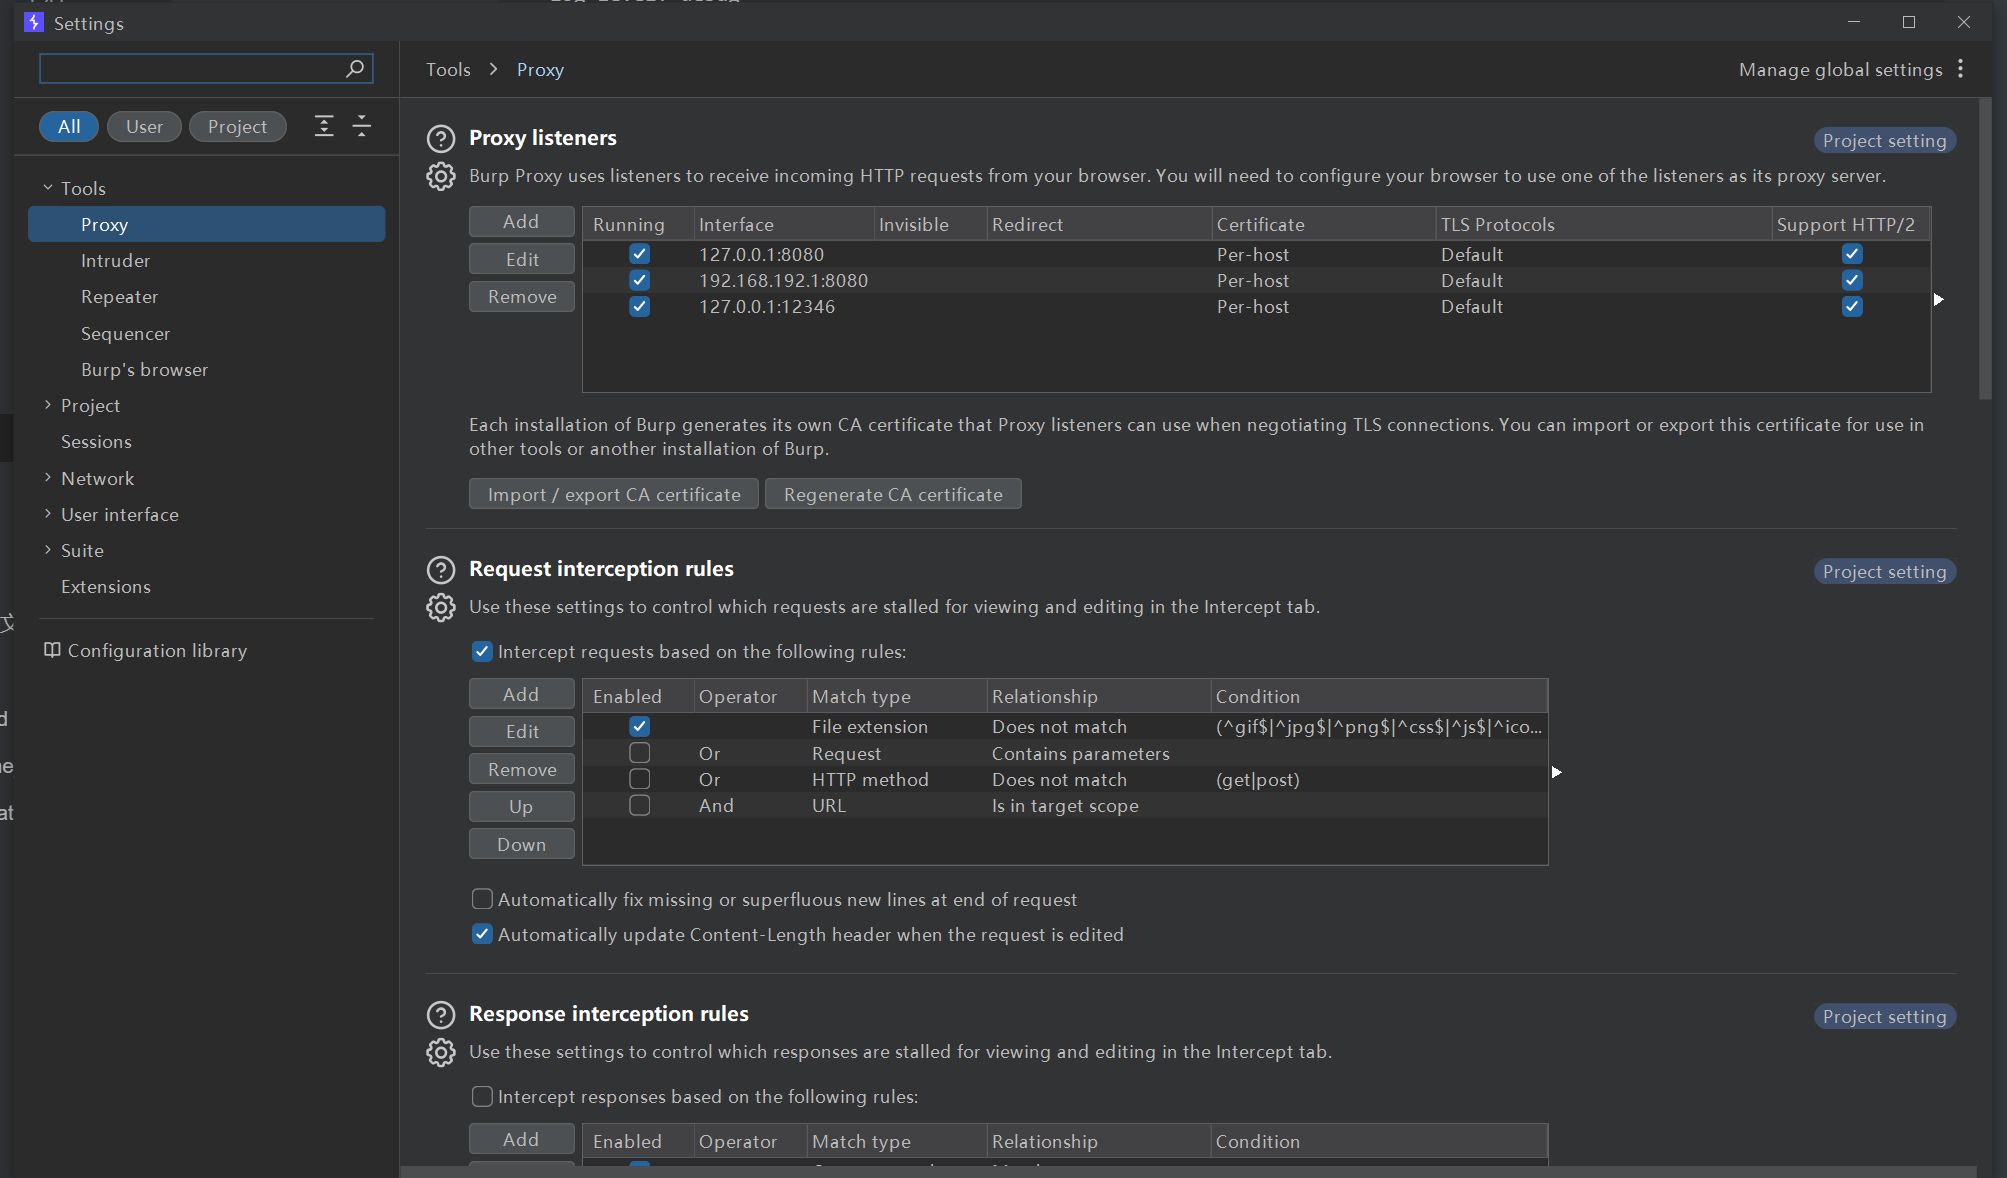 Settings
Tools > Proxy
Manage global settings
All
User
Project
Tools
Proxy
Intruder
Repeater
Sequencer
Burp's browser
Project
Sessions
Network
User interface
Suite
Extensions
Configuration library
Proxy listeners
Project setting
Burp Proxy uses listeners to receive incoming HTTP requests from your browser. You will need to configure your browser to use one of the listeners as its proxy server.
Add
Edit
Remove
Running Interface Invisible Redirect Certificate TLS Protocols Support HTTP/2
127.0.0.1:8080 Per-host Default
192.168.192.1:8080 Per-host Default
127.0.0.1:12346 Per-host Default
Each installation of Burp generates its own CA certificate that Proxy listeners can use when negotiating TLS connections. You can import or export this certificate for use in
other tools or another installation of Burp.
Import / export CA certificate
Regenerate CA certificate
Request interception rules
Project setting
Use these settings to control which requests are stalled for viewing and editing in the Intercept tab.
Intercept requests based on the following rules:
Add
Edit
Remove
Up
Down
Enabled Operator Match type Relationship Condition
File extension Does not match (^gif$|^jpg$|^png$|^css$|^js$|^ico...
Or Request Contains parameters
Or HTTP method Does not match (get|post)
And URL Is in target scope
Automatically fix missing or superfluous new lines at end of request
Automatically update Content-Length header when the request is edited
Response interception rules
Project setting
Use these settings to control which responses are stalled for viewing and editing in the Intercept tab.
Intercept responses based on the following rules:
Add
Enabled Operator Match type Relationship Condition